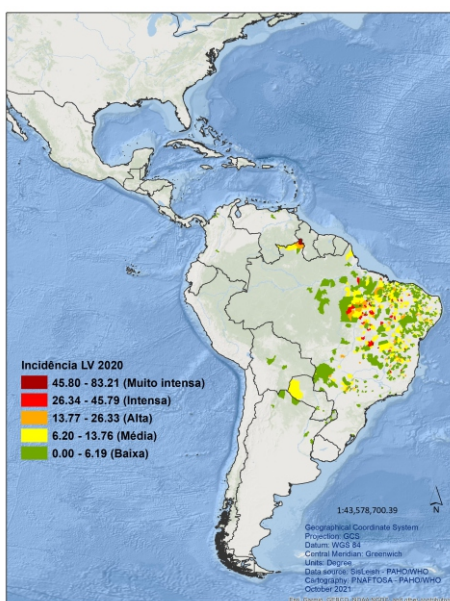 Incidência LV 2020
45.80 - 83.21 (Muito intensa)
26.34 - 45.79 (Intensa)
13.77 - 26.33 (Alta)
6.20 - 13.76 (Média)
0.00 - 6.19 (Baixa)
1:43,578,700.39
N
Geographical Coordinate System
Projection: GCS
Datum: WGS 84
Central Meridian: Greenwich
Units: Degree
Data source: SisLeish - PAHO/WHO
Cartography: PNAFTOSA - PAHO/WHO
October 2021